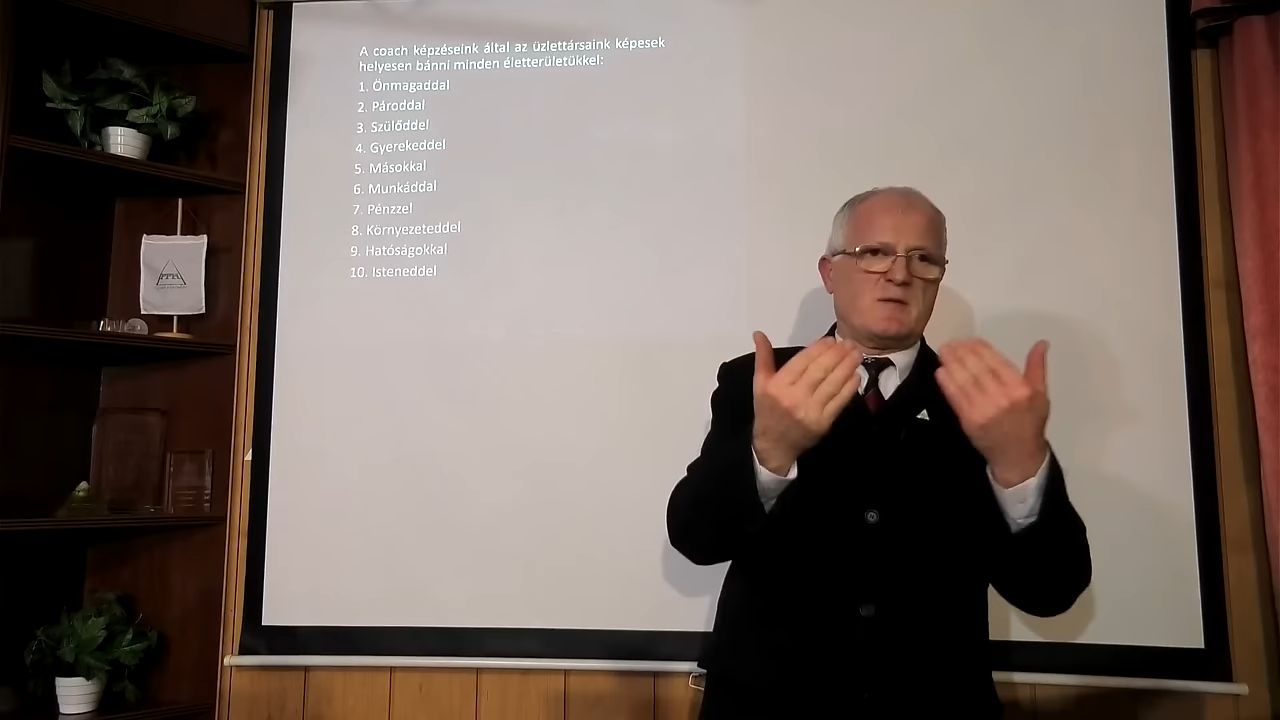 A coach képzéseink által az üzlettársaink képesek
helyesen bánni minden életterületükkel:
1. Önmagaddal
2. Pároddal
3. Szülőddel
4. Gyerekeddel
5. Másokkal
6. Munkáddal
7. Pénzzel
8. Környezeteddel
9. Hatóságokkal
10. Isteneddel